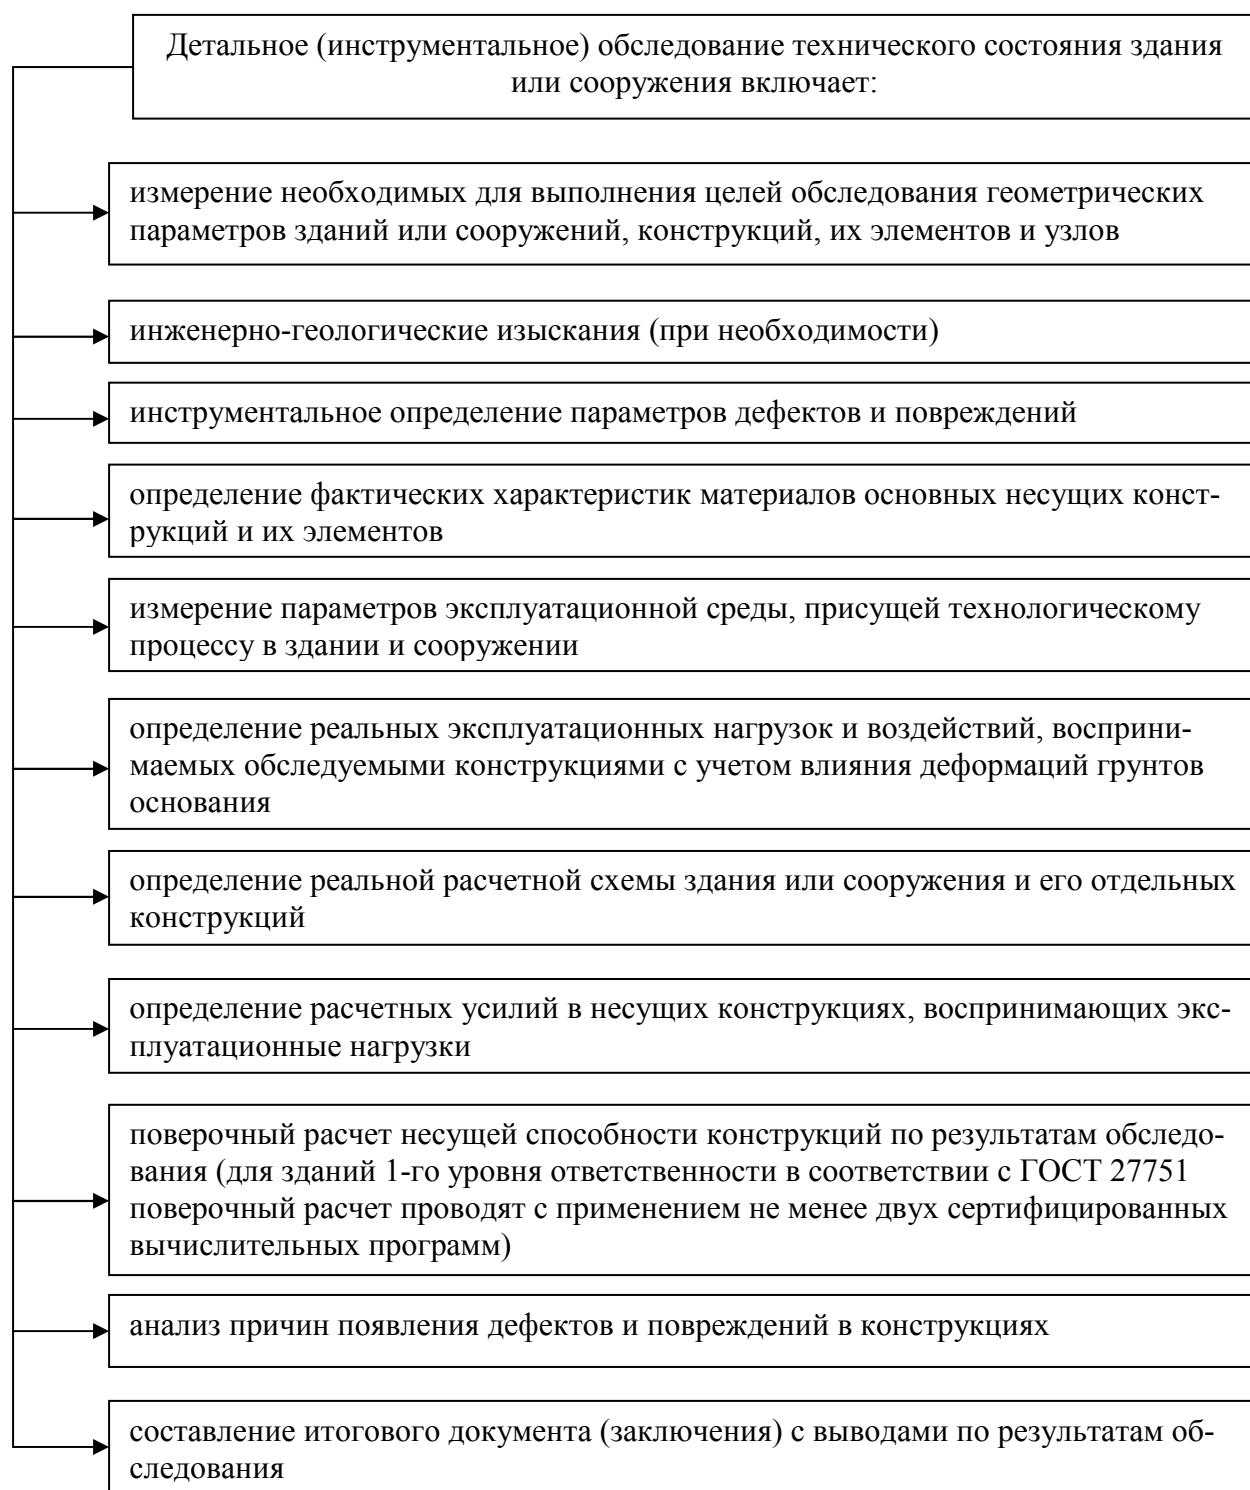 Детальное (инструментальное) обследование технического состояния здания
или сооружения включает:
измерение необходимых для выполнения целей обследования геометрических
параметров зданий или сооружений, конструкций, их элементов и узлов
инженерно-геологические изыскания (при необходимости)
инструментальное определение параметров дефектов и повреждений
определение фактических характеристик материалов основных несущих конст-
рукций и их элементов
измерение параметров эксплуатационной среды, присущей технологическому
процессу в здании и сооружении
определение реальных эксплуатационных нагрузок и воздействий, восприни-
маемых обследуемыми конструкциями с учетом влияния деформаций грунтов
основания
определение реальной расчетной схемы здания или сооружения и его отдельных
конструкций
определение расчетных усилий в несущих конструкциях, воспринимающих экс-
плуатационные нагрузки
поверочный расчет несущей способности конструкций по результатам обследо-
вания (для зданий 1-го уровня ответственности в соответствии с ГОСТ 27751
поверочный расчет проводят с применением не менее двух сертифицированных
вычислительных программ)
анализ причин появления дефектов и повреждений в конструкциях
составление итогового документа (заключения) с выводами по результатам об-
следования